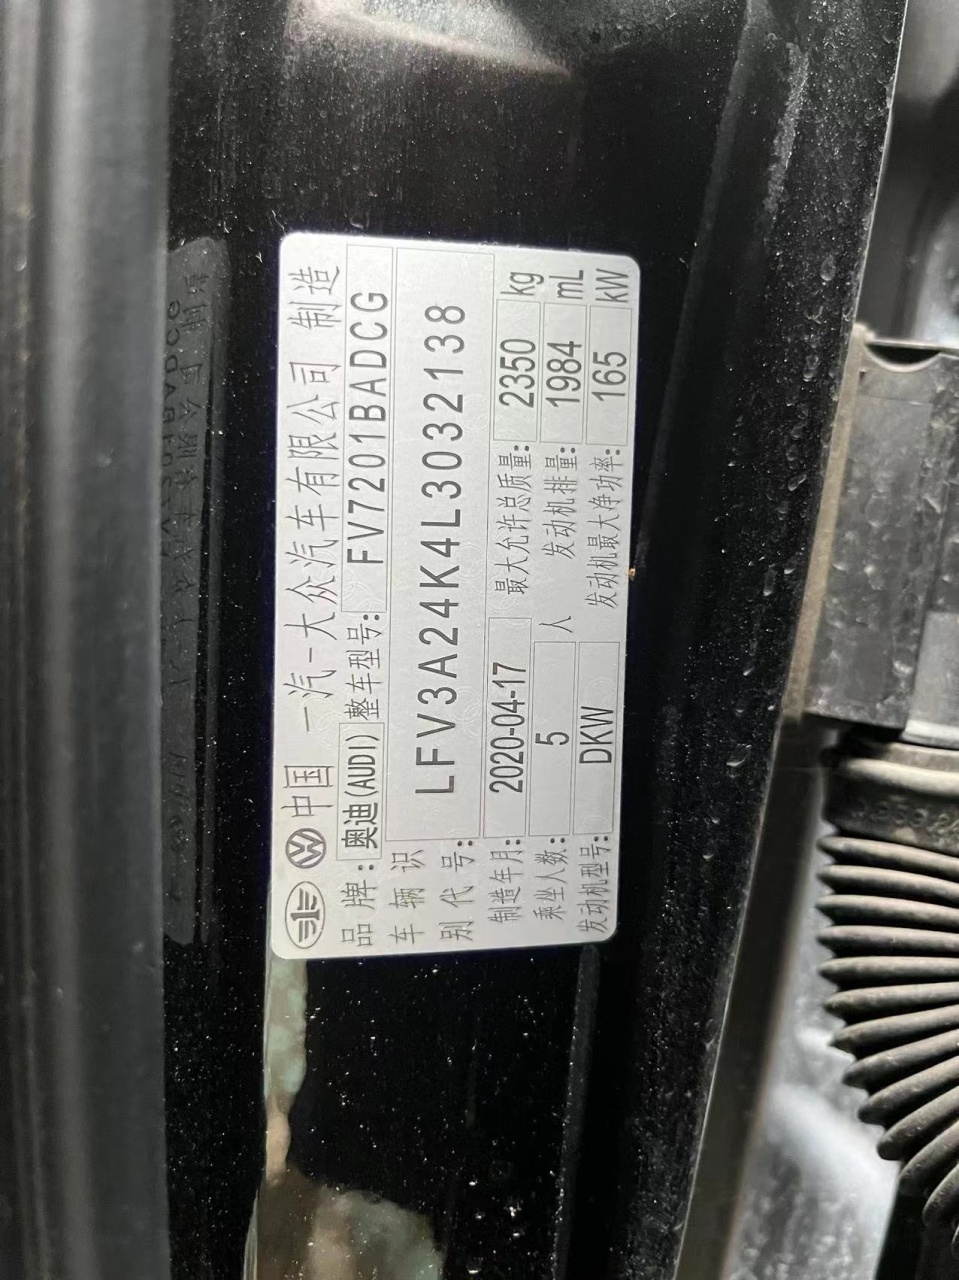 中国 一汽-大众汽车有限公司 制造
品牌: 奥迪(AUDI) 整车型号: FV7201BADCG
车辆识别代号: LFV3A24K4L3032138
制造年月: 2020-04-17 最大允许总质量: 2350 kg
乘坐人数: 5 人 发动机排量: 1984 mL
发动机型号: DKW 发动机最大净功率: 165 kW